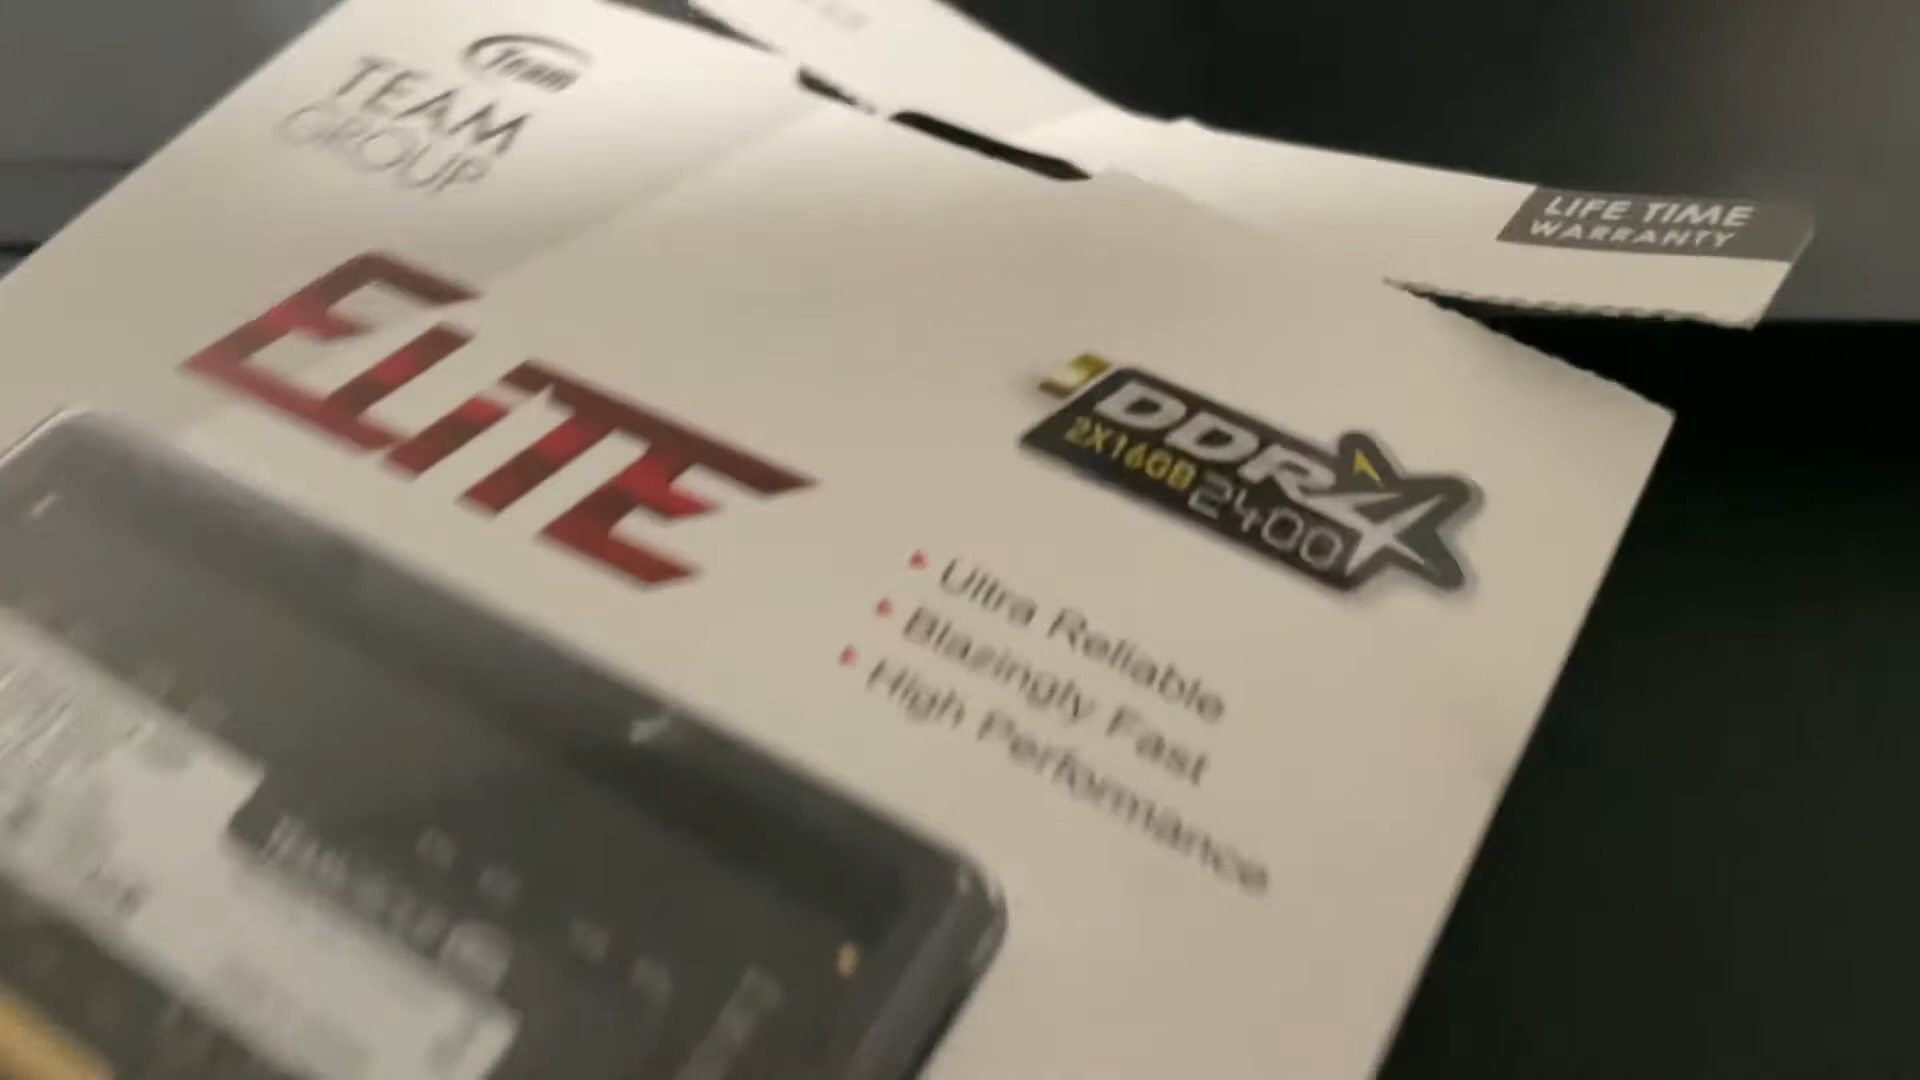 Team
TEAM
GROUP
LIFE TIME
WARRANTY
ELITE
DDR4
2X16GB 2400
Ultra Reliable
Blazingly Fast
High Performance